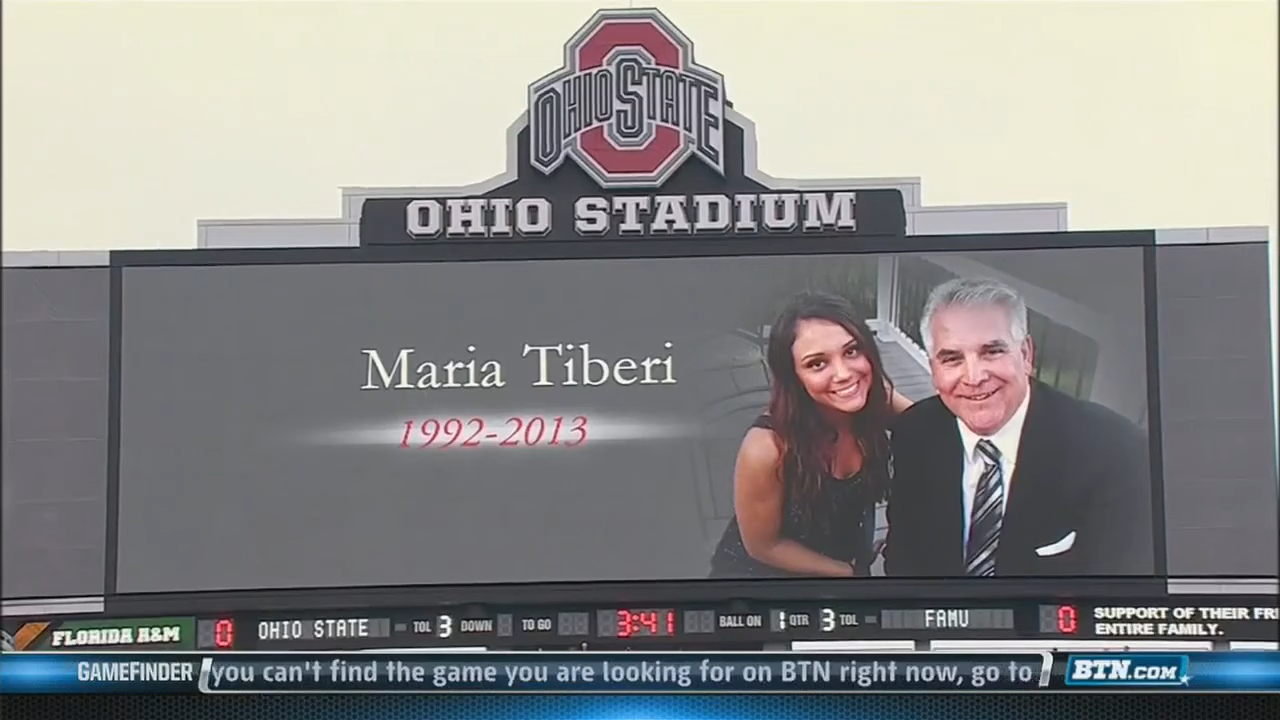 OHIO STATE
OHIO STADIUM
Maria Tiberi
1992-2013
FLORIDA A&M 0 OHIO STATE TOL 3 DOWN TO GO 3:41 BALL ON 1 QTR 3 TOL FAMU 0
SUPPORT OF THEIR FRI
ENTIRE FAMILY.
GAMEFINDER you can't find the game you are looking for on BTN right now, go to BTN.COM